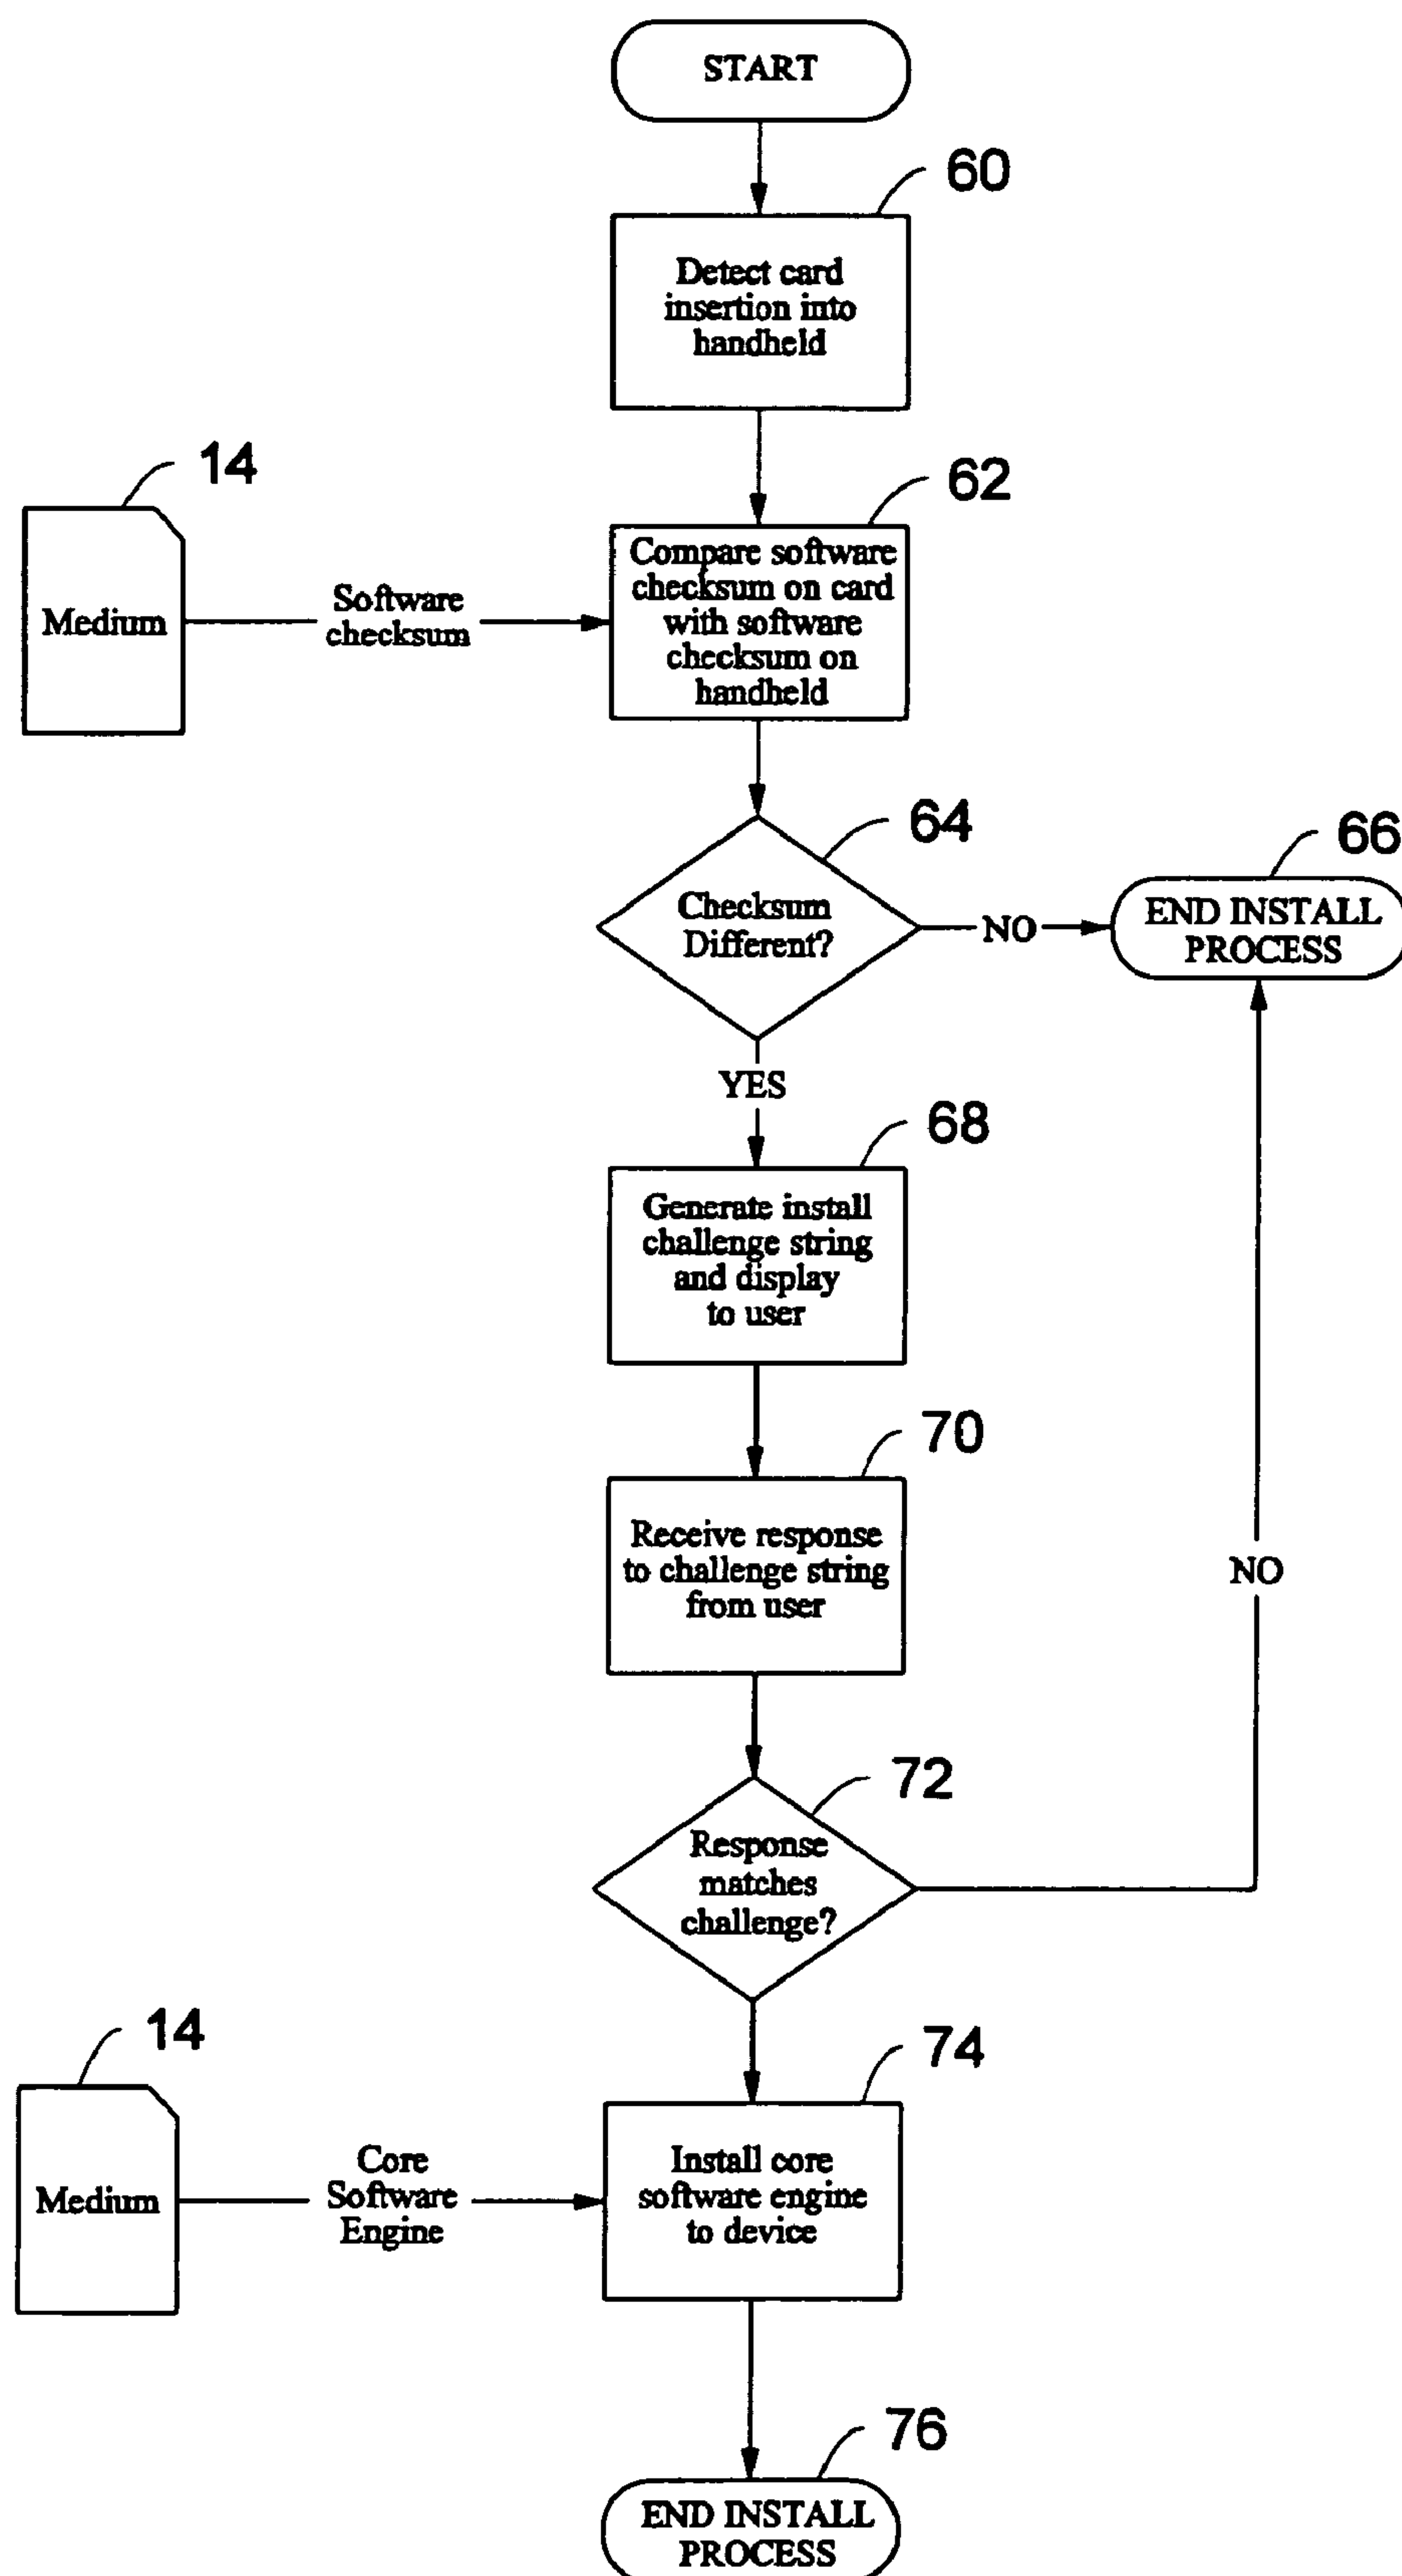 START
60
Detect card
insertion into
handheld
14
62
Medium
Software
checksum
Compare software
checksum on card
with software
checksum on
handheld
64
66
Checksum
Different?
NO
END INSTALL
PROCESS
YES
68
Generate install
challenge string
and display
to user
70
Receive response
to challenge string
from user
NO
72
Response
matches
challenge?
14
74
Medium
Core
Software
Engine
Install core
software engine
to device
76
END INSTALL
PROCESS